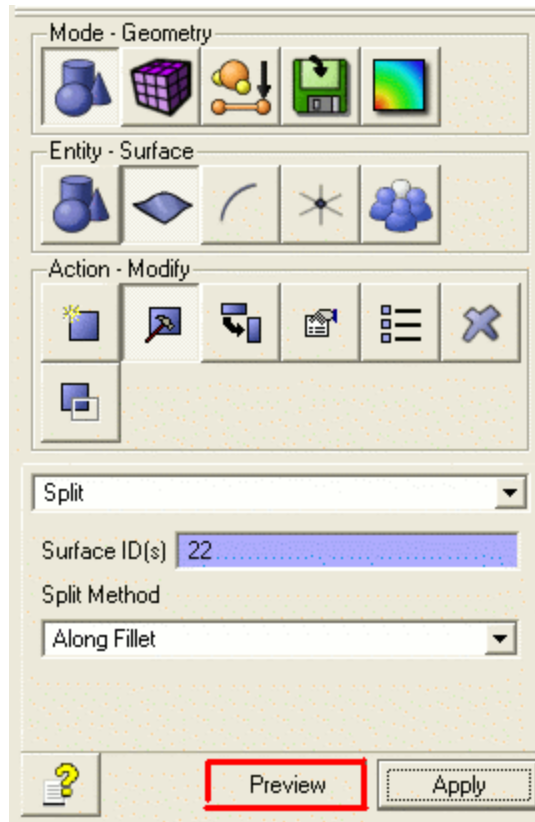 Mode - Geometry
Entity - Surface
Action - Modify
Split
Surface ID(s) 22
Split Method
Along Fillet
Preview Apply